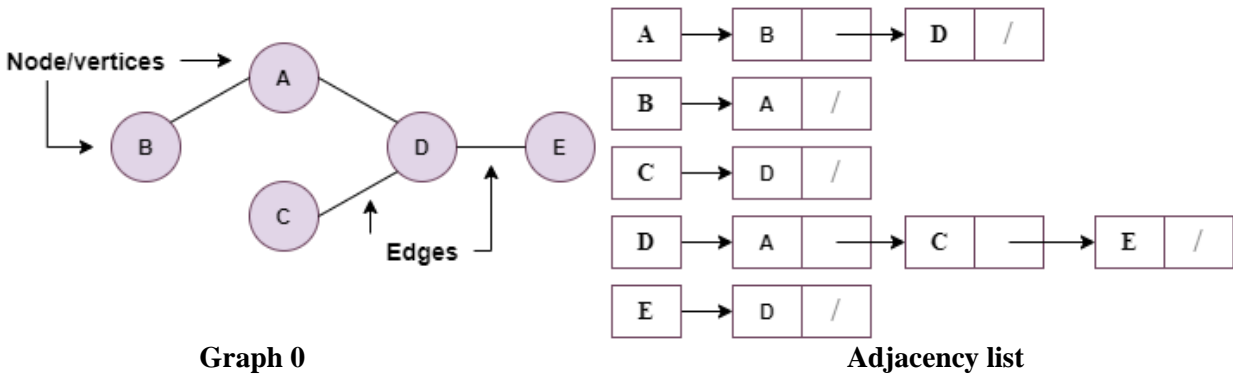 Node/vertices
A
B
D
E
C
Edges
Graph 0
A B D /
B A /
C D /
D A C E /
E D /
Adjacency list